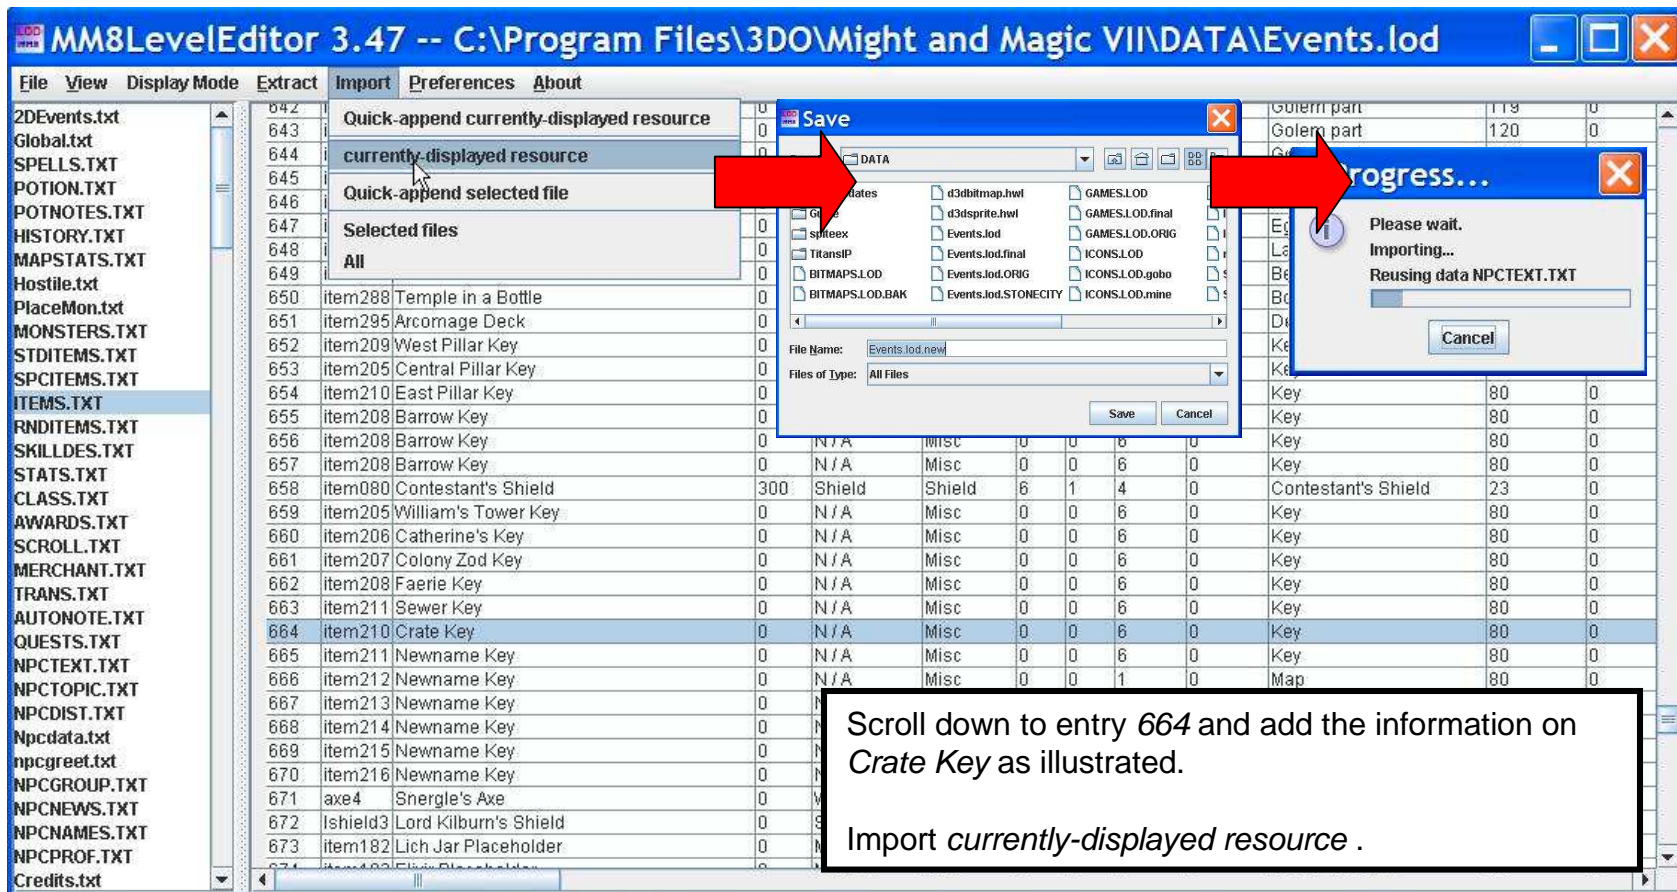 MM8LevelEditor 3.47 -- C:\Program Files\3DO\Might and Magic VII\DATA\Events.lod
File View Display Mode Extract Import Preferences About
2DEvents.txt
Global.txt
SPELLS.TXT
POTION.TXT
POTNOTES.TXT
HISTORY.TXT
MAPSTATS.TXT
Hostile.txt
PlaceMon.txt
MONSTERS.TXT
STDITEMS.TXT
SPCITEMS.TXT
ITEMS.TXT
RNDITEMS.TXT
SKILLDES.TXT
STATS.TXT
CLASS.TXT
AWARDS.TXT
SCROLL.TXT
MERCHANT.TXT
TRANS.TXT
AUTONOTE.TXT
QUESTS.TXT
NPCTEXT.TXT
NPCTOPIC.TXT
NPCDIST.TXT
Npcdata.txt
npcgreet.txt
NPCGROUP.TXT
NPCNEWS.TXT
NPCNAMES.TXT
NPCPROF.TXT
Credits.txt
Quick-append currently-displayed resource
currently-displayed resource
Quick-append selected file
Selected files
All
642 0 Golem part 119 0
643 0 Golem part 120 0
644
645
646
647 0
648 0
649 0
650 item288 Temple in a Bottle 0
651 item295 Arcomage Deck 0
652 item209 West Pillar Key 0
653 item205 Central Pillar Key 0
654 item210 East Pillar Key 0 Key 80 0
655 item208 Barrow Key 0 Key 80 0
656 item208 Barrow Key 0 N/A Misc 0 0 6 0 Key 80 0
657 item208 Barrow Key 0 N/A Misc 0 0 6 0 Key 80 0
658 item080 Contestant's Shield 300 Shield Shield 6 1 4 0 Contestant's Shield 23 0
659 item205 William's Tower Key 0 N/A Misc 0 0 6 0 Key 80 0
660 item206 Catherine's Key 0 N/A Misc 0 0 6 0 Key 80 0
661 item207 Colony Zod Key 0 N/A Misc 0 0 6 0 Key 80 0
662 item208 Faerie Key 0 N/A Misc 0 0 6 0 Key 80 0
663 item211 Sewer Key 0 N/A Misc 0 0 6 0 Key 80 0
664 item210 Crate Key 0 N/A Misc 0 0 6 0 Key 80 0
665 item211 Newname Key 0 N/A Misc 0 0 6 0 Key 80 0
666 item212 Newname Key 0 N/A Misc 0 0 1 0 Map 80 0
667 item213 Newname Key 0
668 item214 Newname Key 0
669 item215 Newname Key 0
670 item216 Newname Key 0
671 axe4 Snergle's Axe 0
672 lshield3 Lord Kilburn's Shield 0
673 item182 Lich Jar Placeholder 0
Save
DATA
d3dbitmap.hwl GAMES.LOD
d3dsprite.hwl GAMES.LOD.final
spiteex Events.lod GAMES.LOD.ORIG
TitansIP Events.lod.final ICONS.LOD
BITMAPS.LOD Events.lod.ORIG ICONS.LOD.gobo
BITMAPS.LOD.BAK Events.lod.STONECITY ICONS.LOD.mine
File Name: Events.lod.new
Files of Type: All Files
Save Cancel
Progress...
Please wait.
Importing...
Reusing data NPCTEXT.TXT
Cancel
Scroll down to entry 664 and add the information on
Crate Key as illustrated.
Import currently-displayed resource .